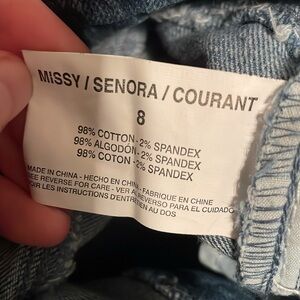 MISSY / SENORA / COURANT
8
98% COTTON - 2% SPANDEX
98% ALGODON - 2% SPANDEX
98% COTON - 2% SPANDEX
MADE IN CHINA - HECHO EN CHINA - FABRIQUE EN CHINE
SEE REVERSE FOR CARE - VER AL REVERSO PARA EL CUIDADO
POUR LES INSTRUCTIONS D'ENTRETIEN AU DOS